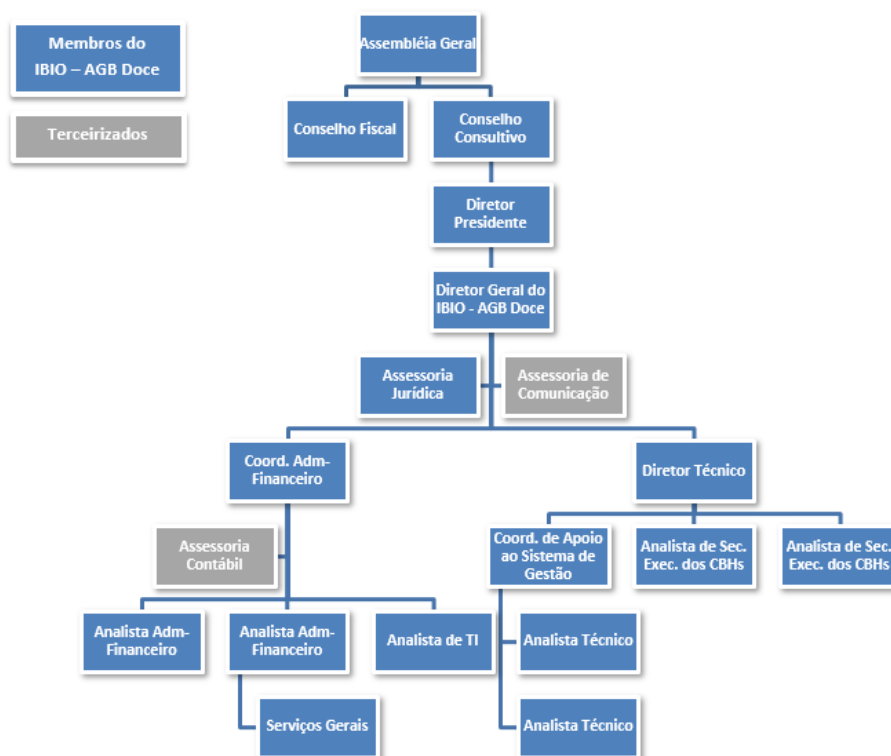 Membros do
IBIO – AGB Doce
Terceirizados
Assembléia Geral
Conselho Fiscal
Conselho
Consultivo
Diretor
Presidente
Diretor Geral do
IBIO - AGB Doce
Assessoria
Jurídica
Assessoria de
Comunicação
Coord. Adm-
Financeiro
Diretor Técnico
Assessoria
Contábil
Coord. de Apoio
ao Sistema de
Gestão
Analista de Sec.
Exec. dos CBHs
Analista de Sec.
Exec. dos CBHs
Analista Adm-
Financeiro
Analista Adm-
Financeiro
Analista de TI
Analista Técnico
Serviços Gerais
Analista Técnico